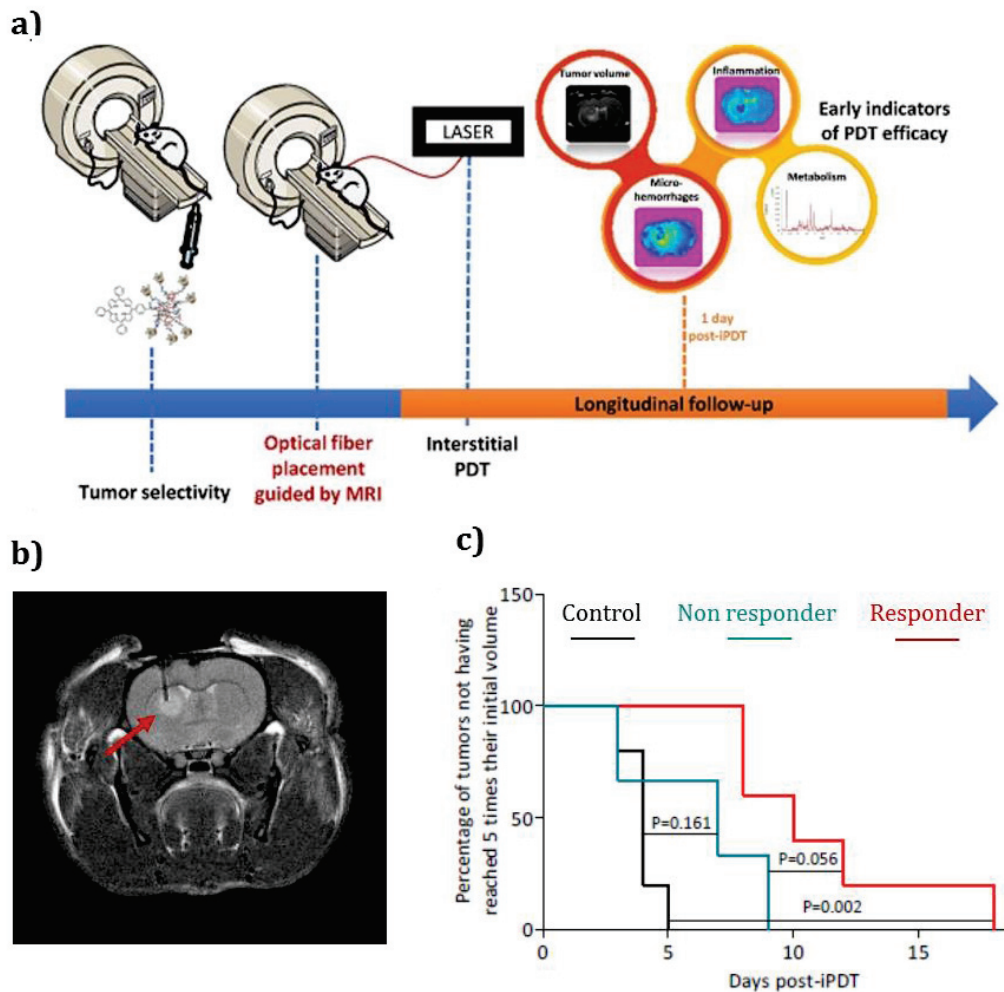 a)
LASER
Tumor volume
Inflammation
Micro-
hemorrhages
Metabolism
Early indicators
of PDT efficacy
1 day
post-iPDT
Longitudinal follow-up
Tumor selectivity
Optical fiber
placement
guided by MRI
Interstitial
PDT
b)
c)
Percentage of tumors not having
reached 5 times their initial volume
150
100
50
0
Control
Non responder
Responder
P=0.161
P=0.056
P=0.002
0
5
10
15
Days post-iPDT